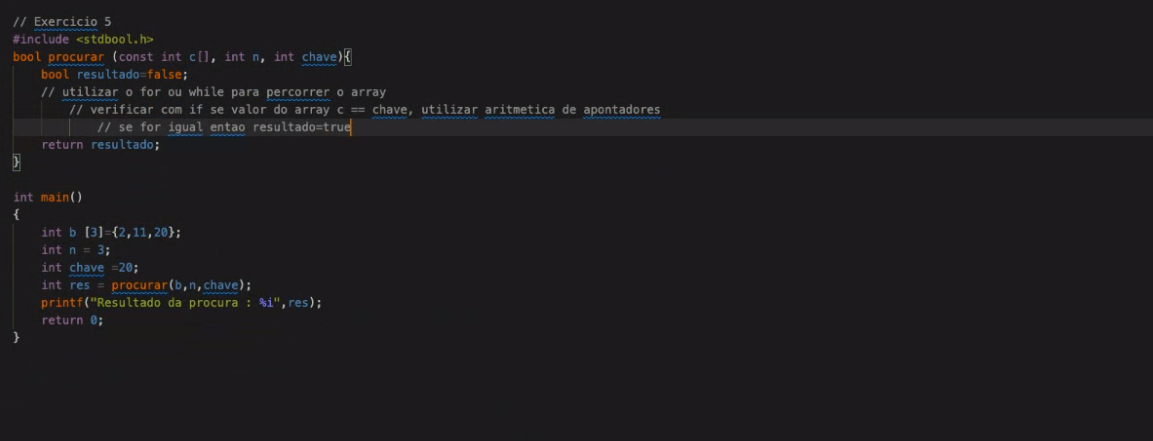 // Exercicio 5
#include <stdbool.h>
bool procurar (const int c[], int n, int chave){
    bool resultado=false;
    // utilizar o for ou while para percorrer o array
        // verificar com if se valor do array c == chave, utilizar aritmetica de apontadores
            // se for igual entao resultado=true
    return resultado;
}

int main()
{
    int b [3]={2,11,20};
    int n = 3;
    int chave =20;
    int res = procurar(b,n,chave);
    printf("Resultado da procura : %i",res);
    return 0;
}